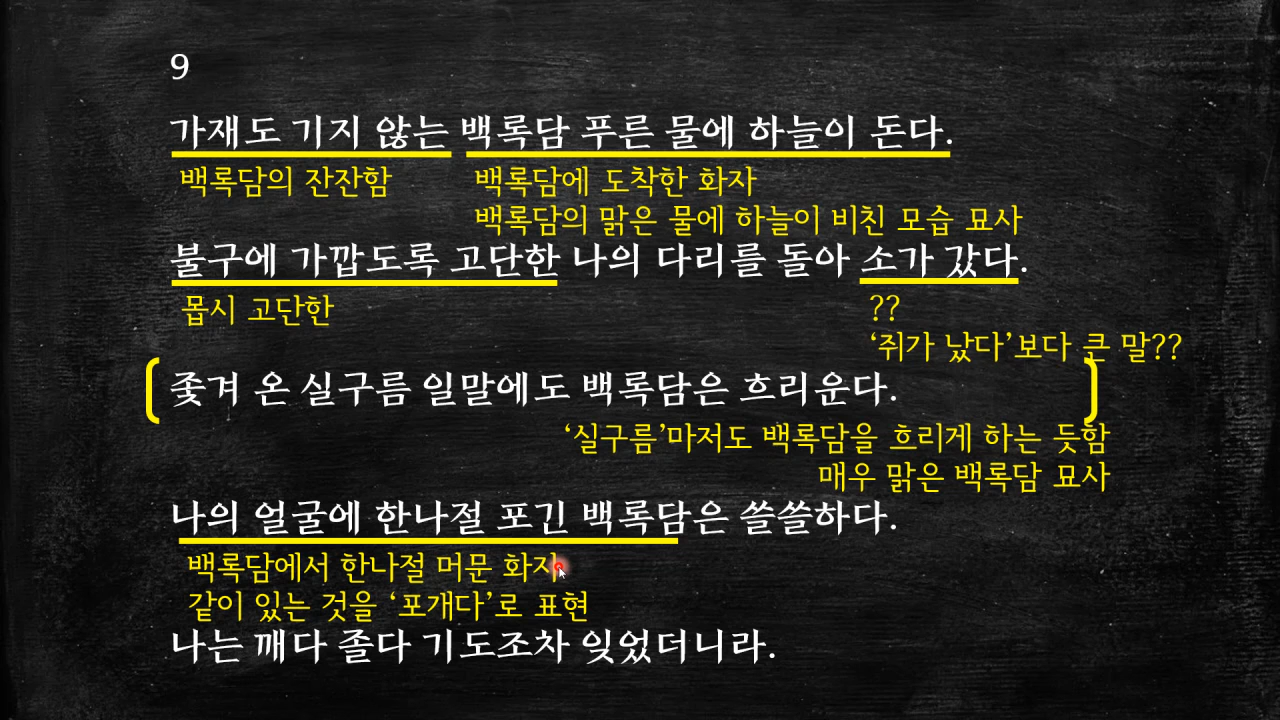 9
가재도 기지 않는 백록담 푸른 물에 하늘이 돈다.
백록담의 잔잔함 백록담에 도착한 화자
백록담의 맑은 물에 하늘이 비친 모습 묘사
불구에 가깝도록 고단한 나의 다리를 돌아 소가 갔다.
몹시 고단한 ??
‘쥐가 났다’보다 큰 말??
좇겨 온 실구름 일말에도 백록담은 흐리운다.
‘실구름’마저도 백록담을 흐리게 하는 듯함
매우 맑은 백록담 묘사
나의 얼굴에 한나절 포긴 백록담은 쓸쓸하다.
백록담에서 한나절 머문 화자
같이 있는 것을 ‘포개다’로 표현
나는 깨다 졸다 기도조차 잊었더니라.